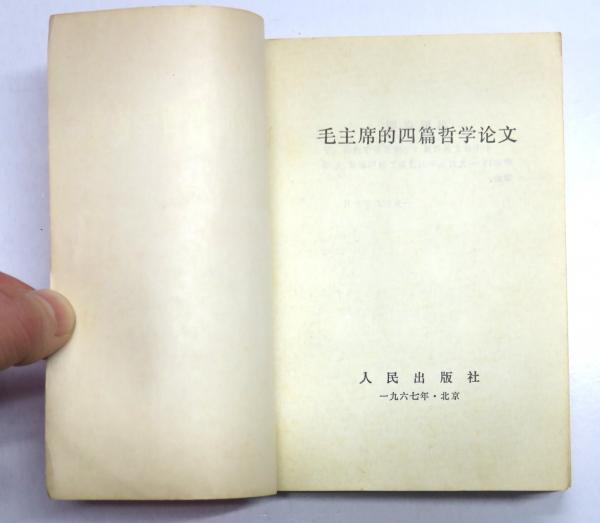 毛主席的四篇哲学论文
人民出版社
一九六七年·北京